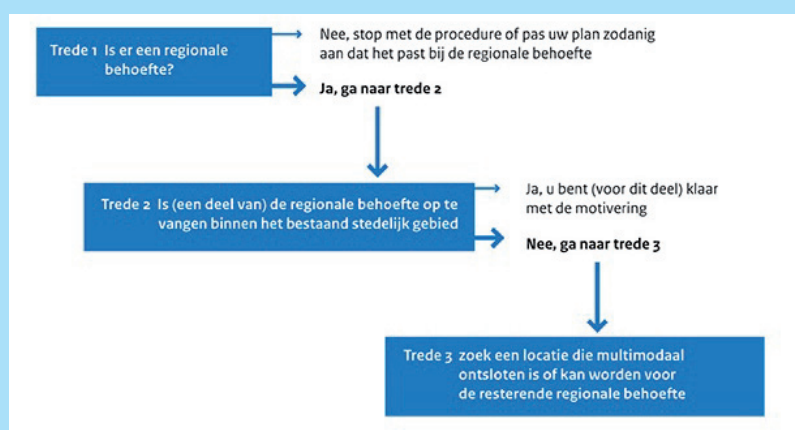 Trede 1 Is er een regionale
behoefte?
Nee, stop met de procedure of pas uw plan zodanig
aan dat het past bij de regionale behoefte
Ja, ga naar trede 2
Trede 2 Is (een deel van) de regionale behoefte op te
vangen binnen het bestaand stedelijk gebied
Ja, u bent (voor dit deel) klaar
met de motivering
Nee, ga naar trede 3
Trede 3 zoek een locatie die multimodaal
ontsloten is of kan worden voor
de resterende regionale behoefte